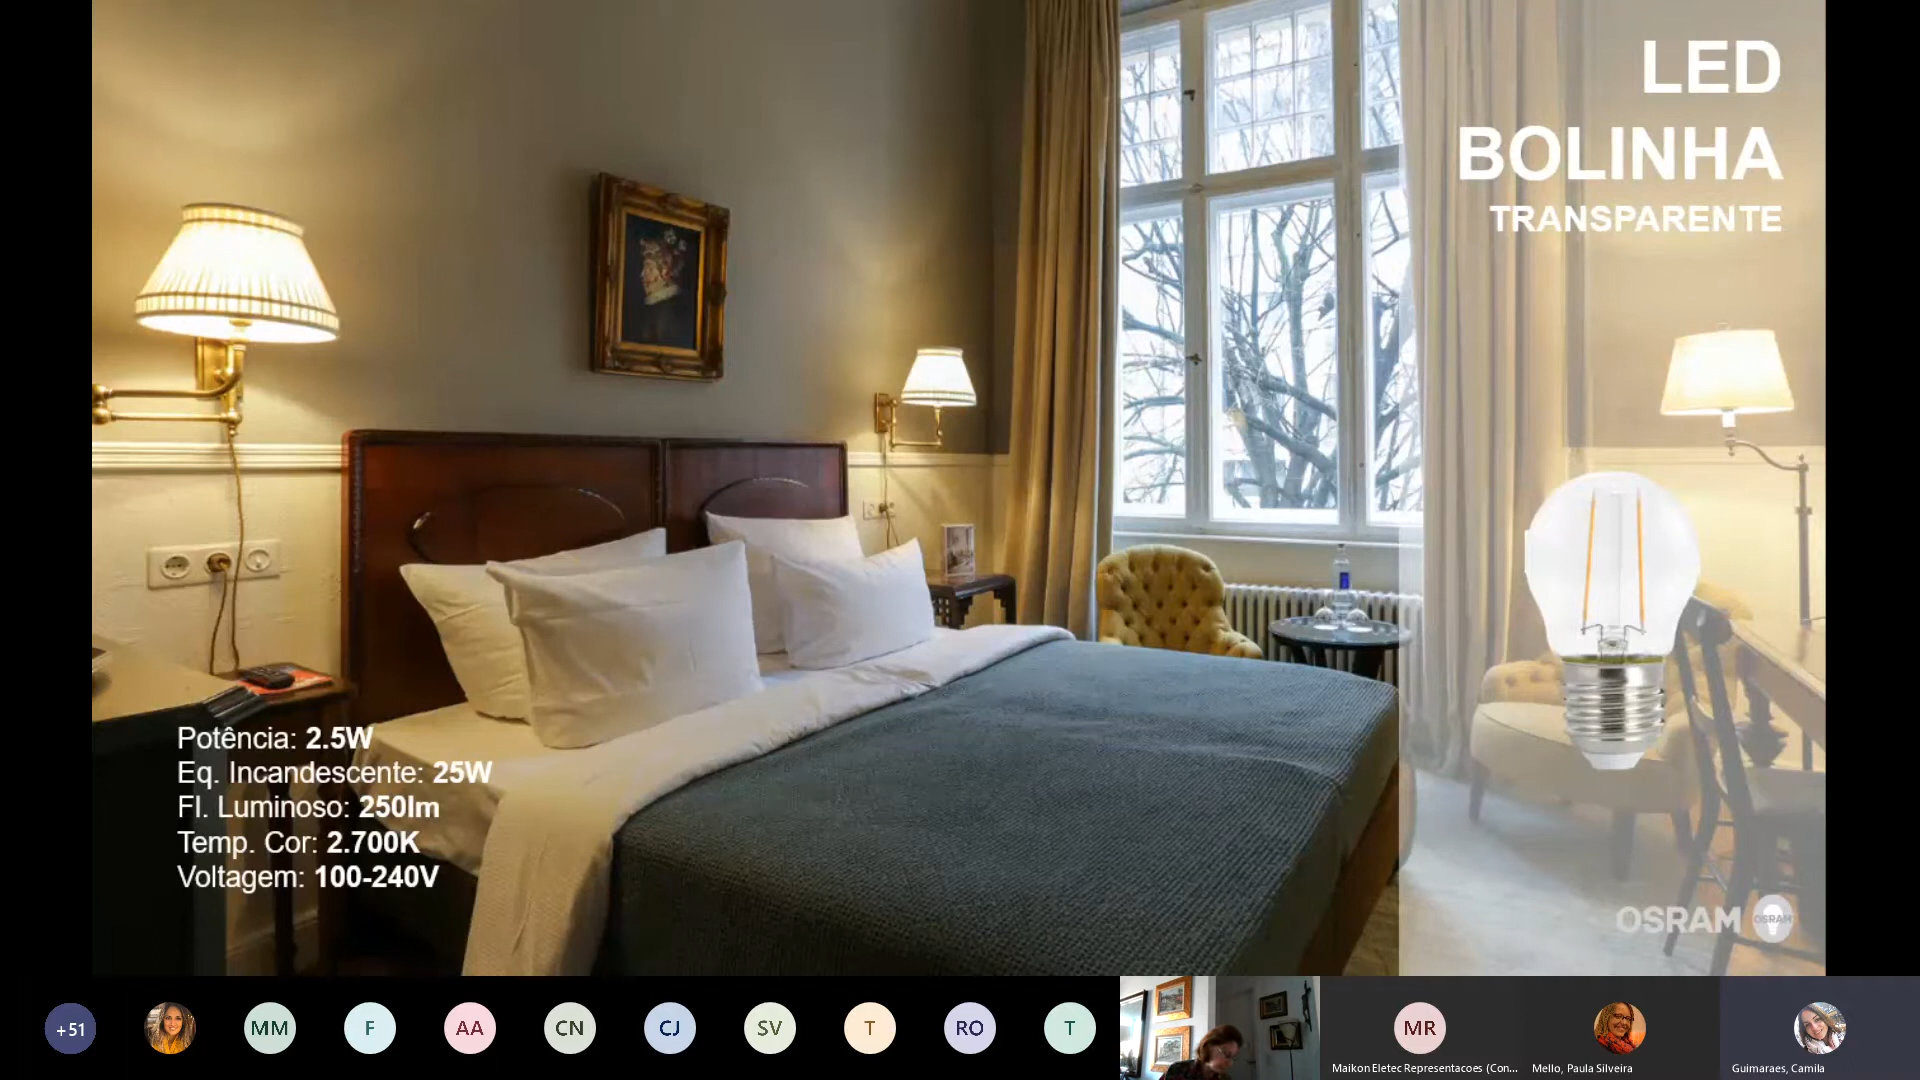 LED
BOLINHA
TRANSPARENTE
Potência: 2.5W
Eq. Incandescente: 25W
Fl. Luminoso: 250lm
Temp. Cor: 2.700K
Voltagem: 100-240V
OSRAM OSRAM
+51 MM F AA CN CJ SV T RO T MR
Maikon Eletec Representacoes (Con... Mello, Paula Silveira Guimaraes, Camila